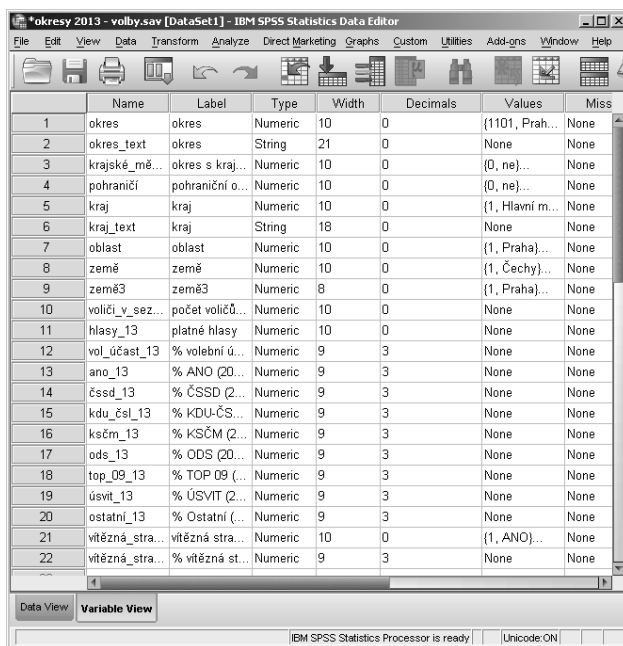 *okresy 2013 - volby.sav [DataSet1] - IBM SPSS Statistics Data Editor
File Edit View Data Transform Analyze Direct Marketing Graphs Custom Utilities Add-ons Window Help
Name Label Type Width Decimals Values Miss
1 okres okres Numeric 10 0 {1101, Prah... None
2 okres_text okres String 21 0 None None
3 krajské_mě... okres s kraj... Numeric 10 0 {0, ne}... None
4 pohraničí pohraniční o... Numeric 10 0 {0, ne}... None
5 kraj kraj Numeric 10 0 {1, Hlavní m... None
6 kraj_text kraj String 18 0 None None
7 oblast oblast Numeric 10 0 {1, Praha}... None
8 země země Numeric 10 0 {1, Čechy}... None
9 země3 země3 Numeric 8 0 {1, Praha}... None
10 voliči_v_sez... počet voličů... Numeric 10 0 None None
11 hlasy_13 platné hlasy Numeric 10 0 None None
12 vol_účast_13 % volební ú... Numeric 9 3 None None
13 ano_13 % ANO (20... Numeric 9 3 None None
14 čssd_13 % ČSSD (2... Numeric 9 3 None None
15 kdu_čsl_13 % KDU-ČS... Numeric 9 3 None None
16 ksčm_13 % KSČM (2... Numeric 9 3 None None
17 ods_13 % ODS (20... Numeric 9 3 None None
18 top_09_13 % TOP 09 (... Numeric 9 3 None None
19 úsvit_13 % ÚSVIT (2... Numeric 9 3 None None
20 ostatní_13 % Ostatní (... Numeric 9 3 None None
21 vítězná_stra... vítězná stra... Numeric 10 0 {1, ANO}... None
22 vítězná_stra... % vítězná st... Numeric 9 3 None None
Data View Variable View
IBM SPSS Statistics Processor is ready Unicode:ON